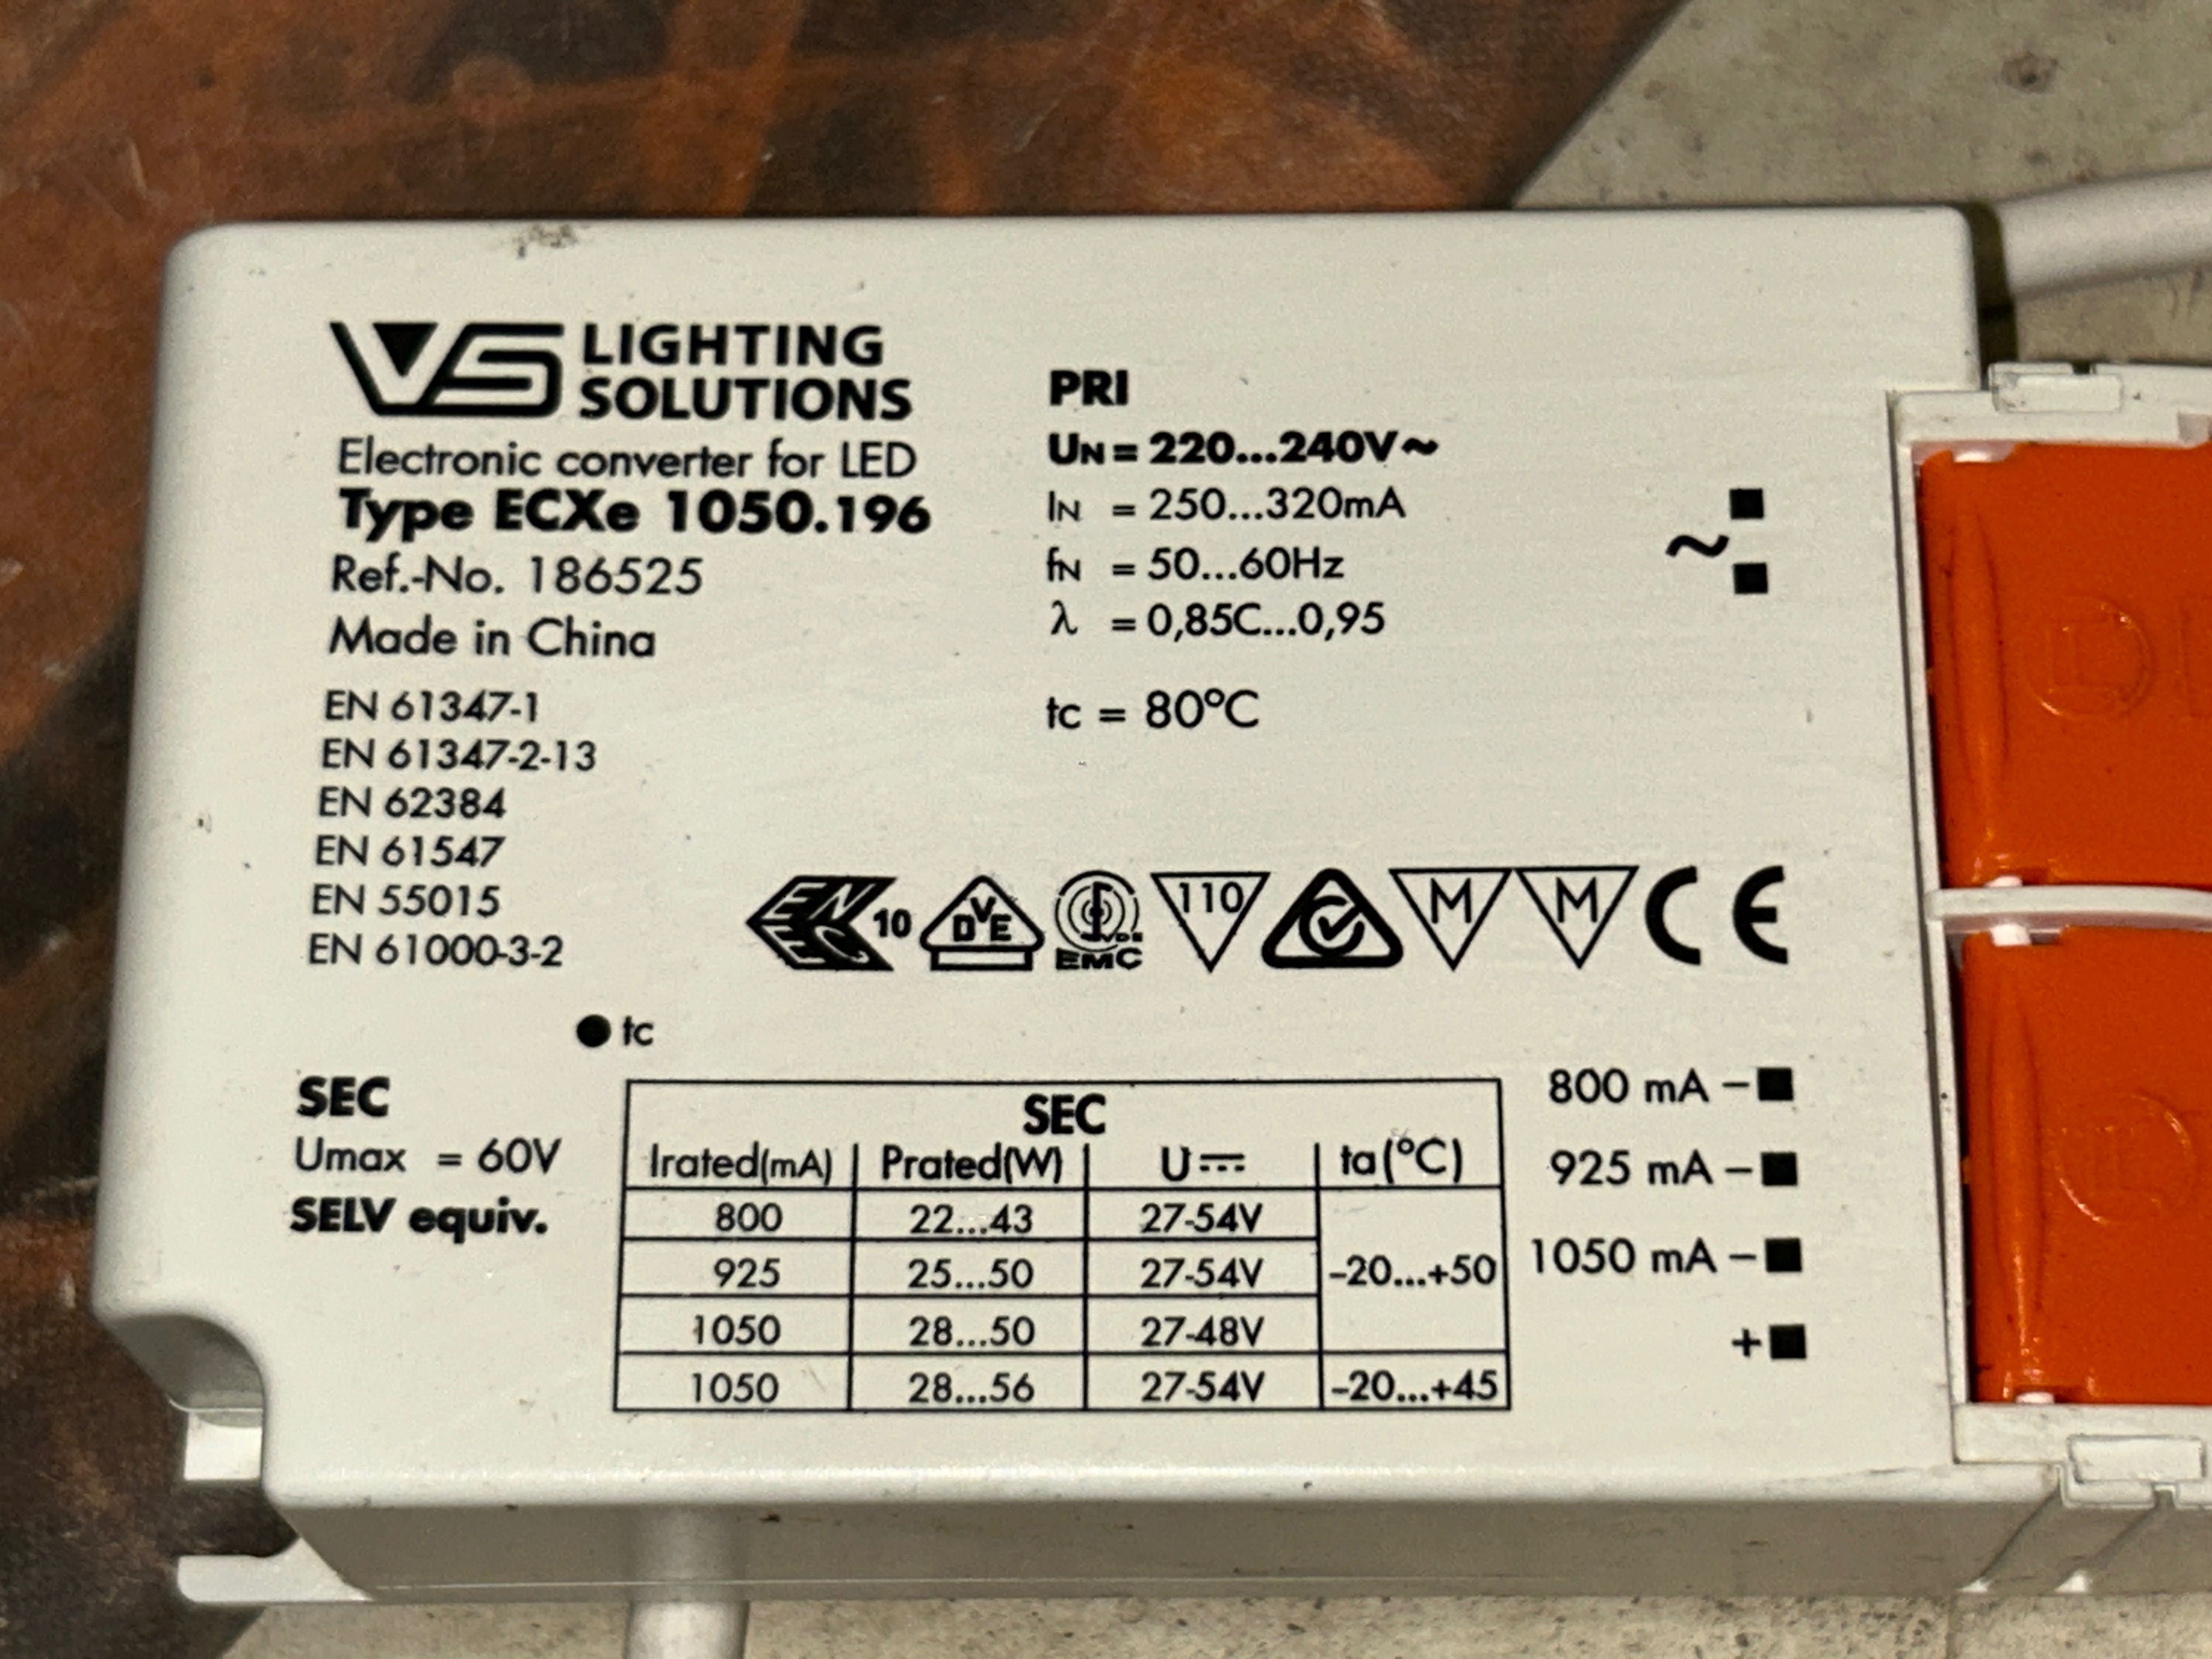 VS LIGHTING
SOLUTIONS
Electronic converter for LED
Type ECXe 1050.196
Ref.-No. 186525
Made in China
EN 61347-1
EN 61347-2-13
EN 62384
EN 61547
EN 55015
EN 61000-3-2
PRI
UN = 220...240V~
IN = 250...320mA
fN = 50...60Hz
λ = 0,85C...0,95
tc = 80°C
~
EN EC 10 DVE VDE EMC 110 M M CE
tc
SEC
Umax = 60V
SELV equiv.
SEC
Irated(mA) Prated(W) U⎓ ta(°C)
800 22...43 27-54V
925 25...50 27-54V -20...+50
1050 28...50 27-48V
1050 28...56 27-54V -20...+45
800 mA –
925 mA –
1050 mA –
+